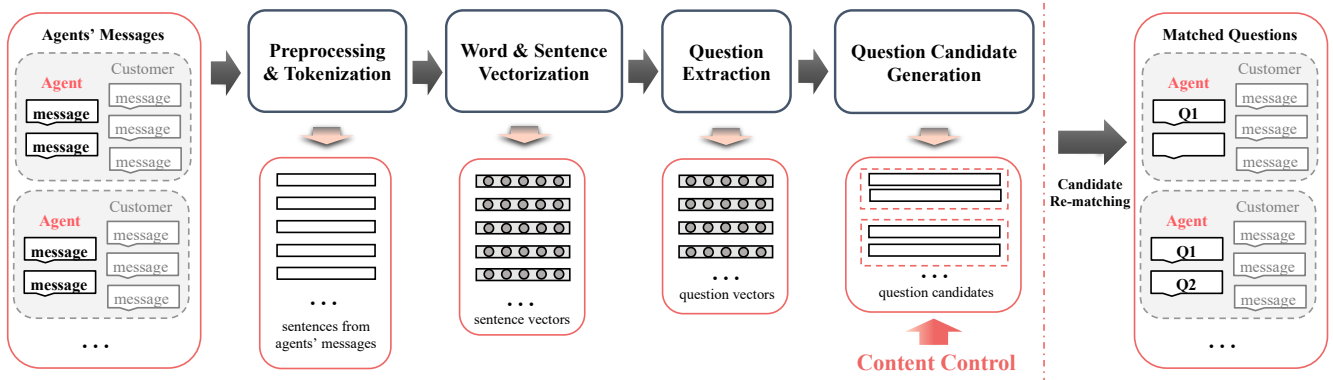 Agents' Messages
Agent
Customer
message
message
message
message
message
Agent
Customer
message
message
message
message
message
...
Preprocessing
& Tokenization
...
sentences from
agents' messages
Word & Sentence
Vectorization
...
sentence vectors
Question
Extraction
...
question vectors
Question Candidate
Generation
...
question candidates
Content Control
Candidate
Re-matching
Matched Questions
Agent
Customer
Q1
message
message
message
Agent
Customer
Q1
Q2
message
message
message
...